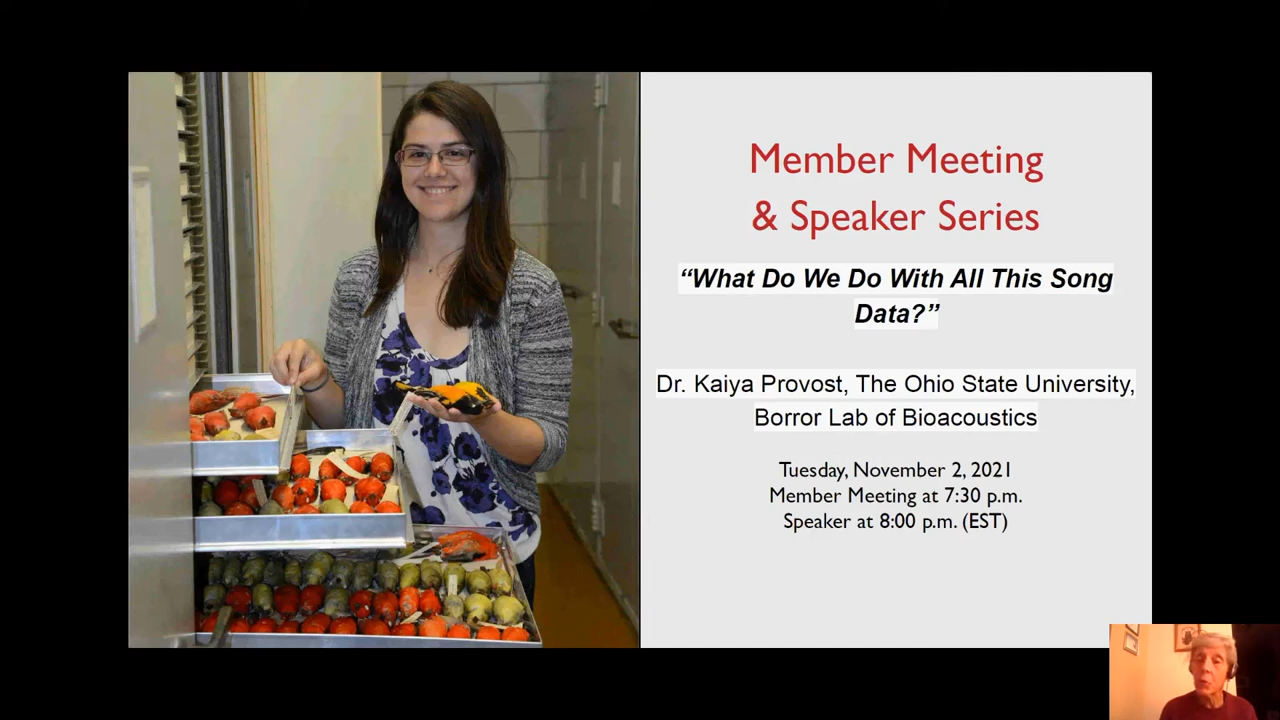 Member Meeting
& Speaker Series
“What Do We Do With All This Song
Data?”
Dr. Kaiya Provost, The Ohio State University,
Borror Lab of Bioacoustics
Tuesday, November 2, 2021
Member Meeting at 7:30 p.m.
Speaker at 8:00 p.m. (EST)